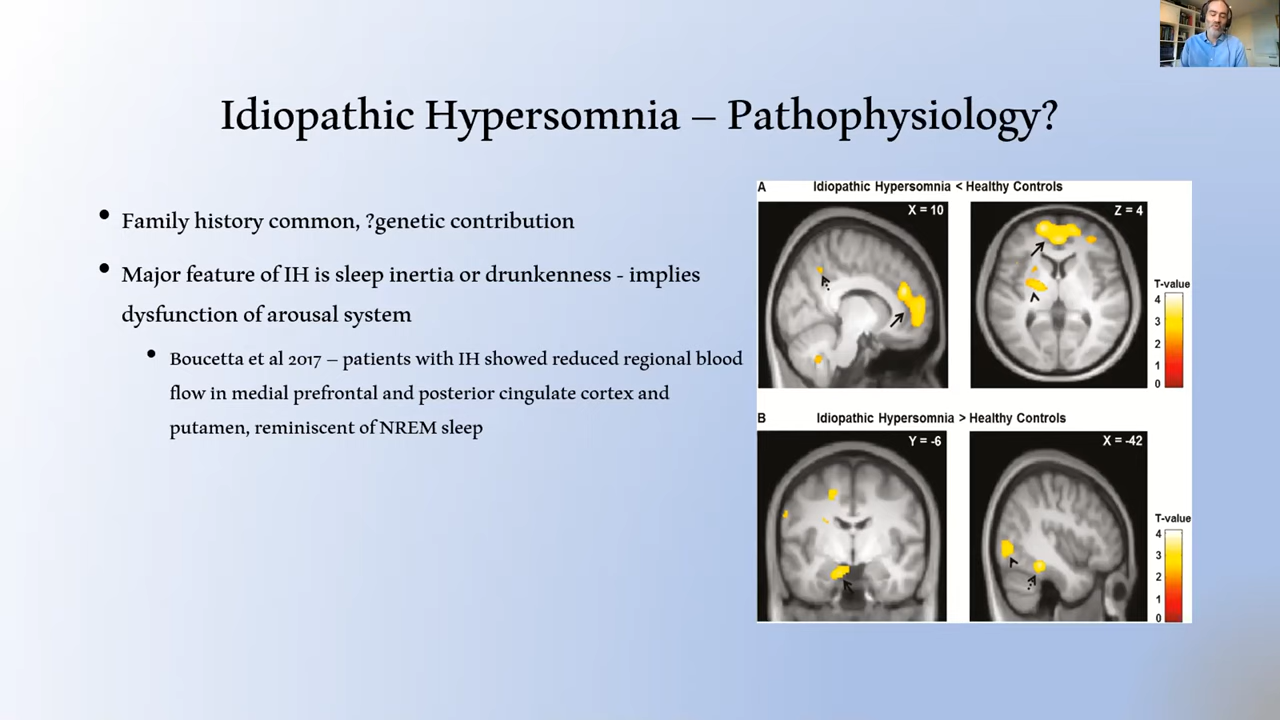 Idiopathic Hypersomnia – Pathophysiology?
• Family history common, ?genetic contribution
• Major feature of IH is sleep inertia or drunkenness - implies
dysfunction of arousal system
• Boucetta et al 2017 – patients with IH showed reduced regional blood
flow in medial prefrontal and posterior cingulate cortex and
putamen, reminiscent of NREM sleep
A Idiopathic Hypersomnia < Healthy Controls
X = 10
Z = 4
T-value
4
3
2
1
0
B Idiopathic Hypersomnia > Healthy Controls
Y = -6
X = -42
T-value
4
3
2
1
0